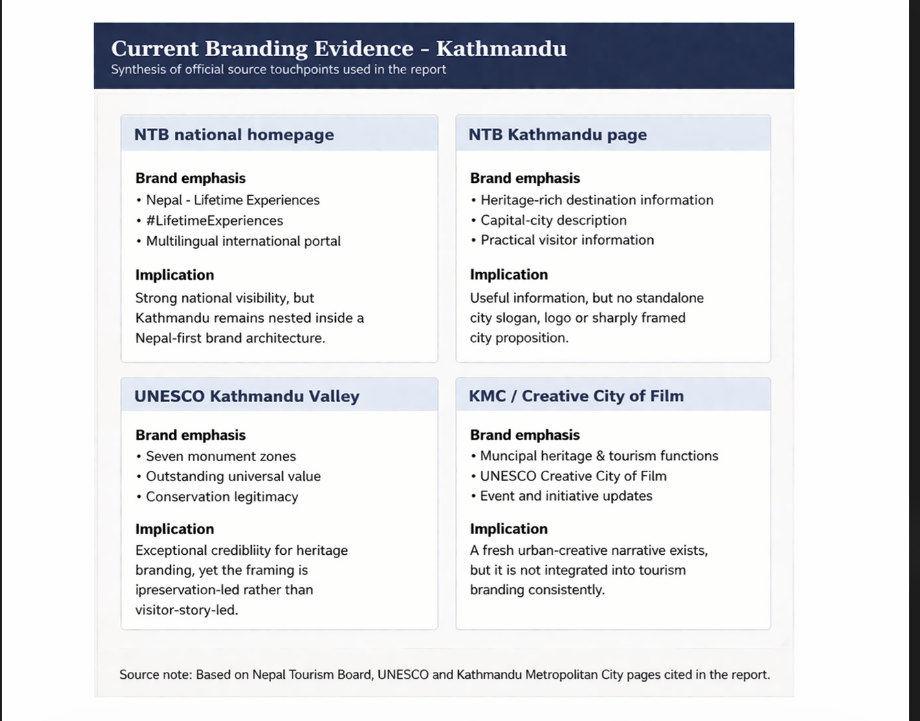 Current Branding Evidence - Kathmandu
Synthesis of official source touchpoints used in the report
NTB national homepage
Brand emphasis
• Nepal - Lifetime Experiences
• #LifetimeExperiences
• Multilingual international portal
Implication
Strong national visibility, but
Kathmandu remains nested inside a
Nepal-first brand architecture.
NTB Kathmandu page
Brand emphasis
• Heritage-rich destination information
• Capital-city description
• Practical visitor information
Implication
Useful information, but no standalone
city slogan, logo or sharply framed
city proposition.
UNESCO Kathmandu Valley
Brand emphasis
• Seven monument zones
• Outstanding universal value
• Conservation legitimacy
Implication
Exceptional credibliity for heritage
branding, yet the framing is
ipreservation-led rather than
visitor-story-led.
KMC / Creative City of Film
Brand emphasis
• Muncipal heritage & tourism functions
• UNESCO Creative City of Film
• Event and initiative updates
Implication
A fresh urban-creative narrative exists,
but it is not integrated into tourism
branding consistently.
Source note: Based on Nepal Tourism Board, UNESCO and Kathmandu Metropolitan City pages cited in the report.